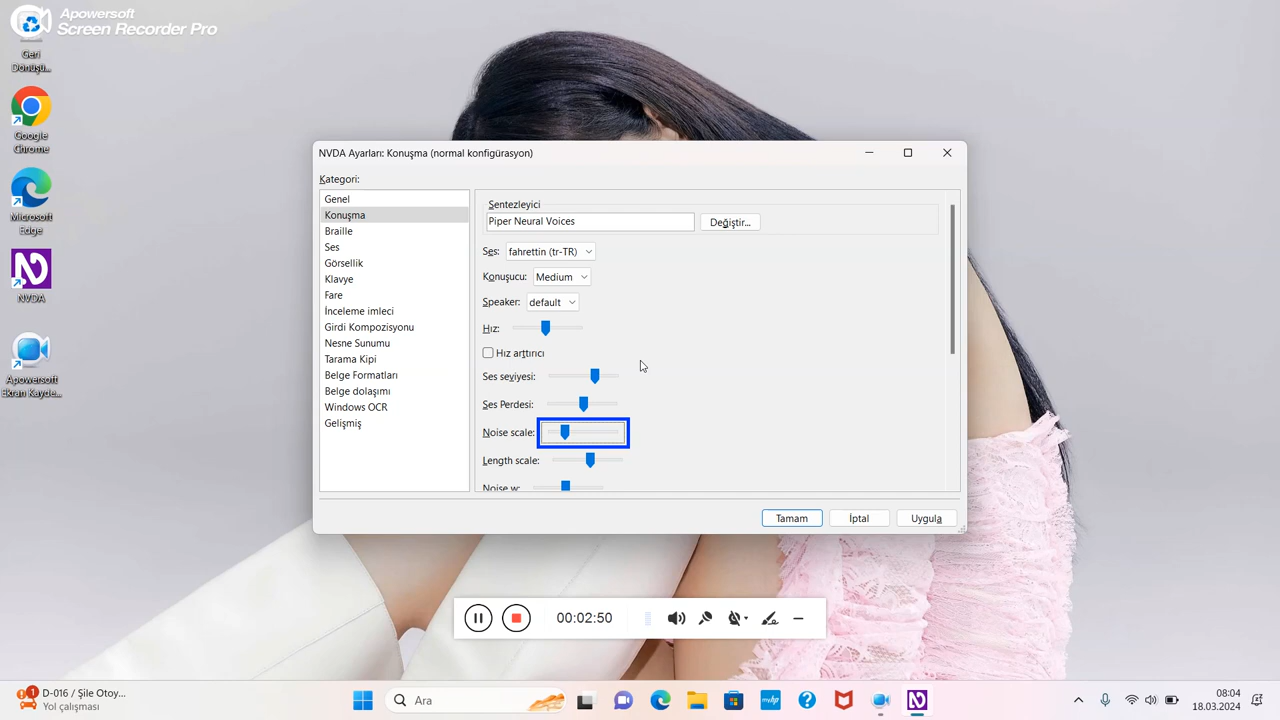 Apowersoft
Screen Recorder Pro
Geri
Dönüşü...
Google
Chrome
Microsoft
Edge
NVDA
Apowersoft
Ekran Kayde...
NVDA Ayarları: Konuşma (normal konfigürasyon)
Kategori:
Genel
Konuşma
Braille
Ses
Görsellik
Klavye
Fare
İnceleme imleci
Girdi Kompozisyonu
Nesne Sunumu
Tarama Kipi
Belge Formatları
Belge dolaşımı
Windows OCR
Gelişmiş
Sentezleyici
Piper Neural Voices
Değiştir...
Ses: fahrettin (tr-TR)
Konuşucu: Medium
Speaker: default
Hız:
Hız arttırıcı
Ses seviyesi:
Ses Perdesi:
Noise scale:
Length scale:
Noise w:
Tamam
İptal
Uygula
00:02:50
1
D-016 / Şile Otoy...
Yol çalışması
Ara
myhp
08:04
18.03.2024